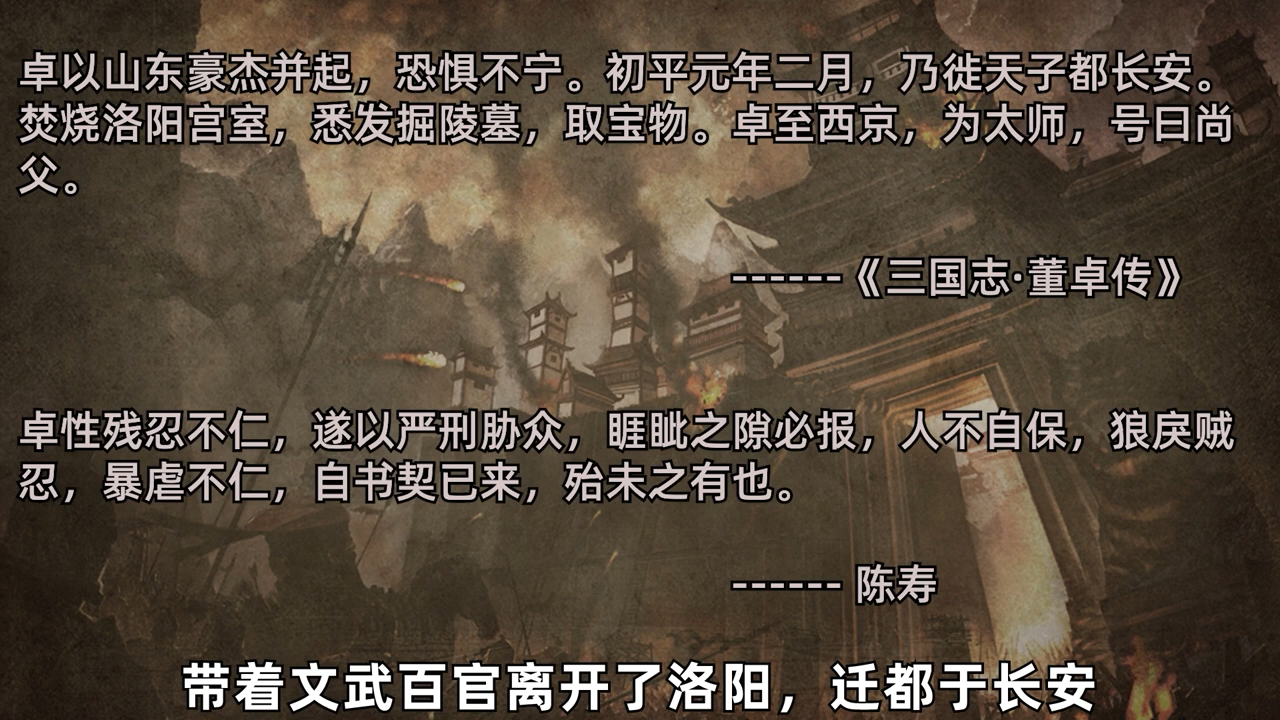 卓以山东豪杰并起，恐惧不宁。初平元年二月，乃徙天子都长安。
焚烧洛阳宫室，悉发掘陵墓，取宝物。卓至西京，为太师，号曰尚
父。
------《三国志·董卓传》
卓性残忍不仁，遂以严刑胁众，睚眦之隙必报，人不自保，狼戾贼
忍，暴虐不仁，自书契已来，殆未之有也。
------ 陈寿
带着文武百官离开了洛阳，迁都于长安